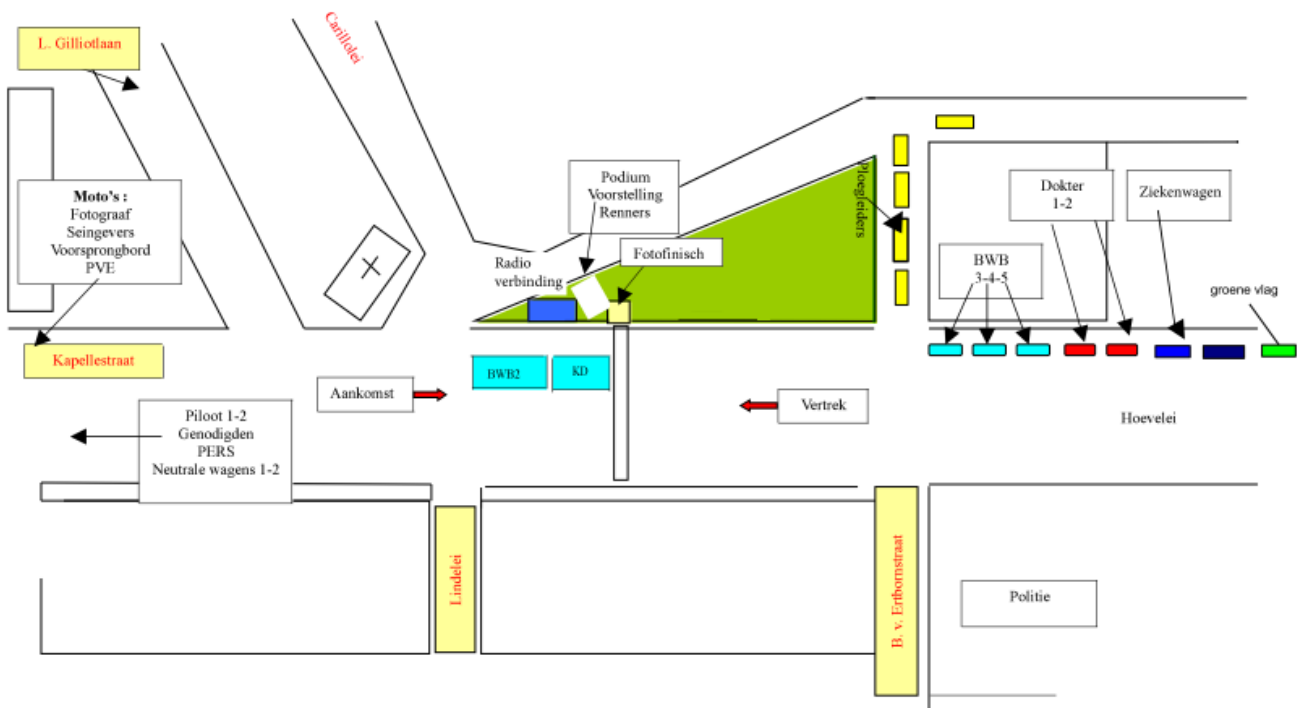 L. Gilliotlaan
Carillolei
Moto's :
Fotograaf
Seingevers
Voorsprongbord
PVE
Podium
Voorstelling
Renners
Fotofinisch
Radio
verbinding
Ploegleiders
Dokter
1-2
Ziekenwagen
BWB
3-4-5
groene vlag
Kapellestraat
Aankomst
BWB2
KD
Vertrek
Hoevelei
Piloot 1-2
Genodigden
PERS
Neutrale wagens 1-2
Lindelei
B. v. Ertbornstraat
Politie